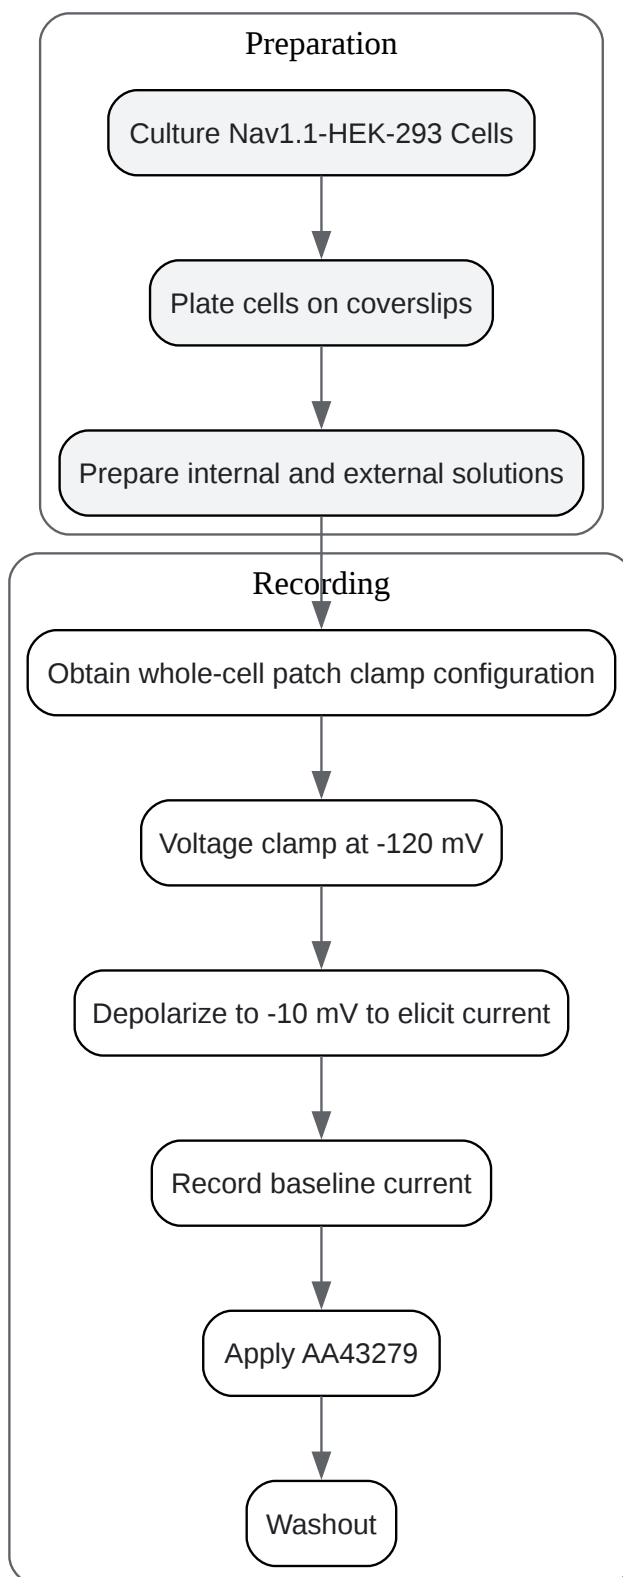 Preparation
Culture Nav1.1-HEK-293 Cells
Plate cells on coverslips
Prepare internal and external solutions
Recording
Obtain whole-cell patch clamp configuration
Voltage clamp at -120 mV
Depolarize to -10 mV to elicit current
Record baseline current
Apply AA43279
Washout